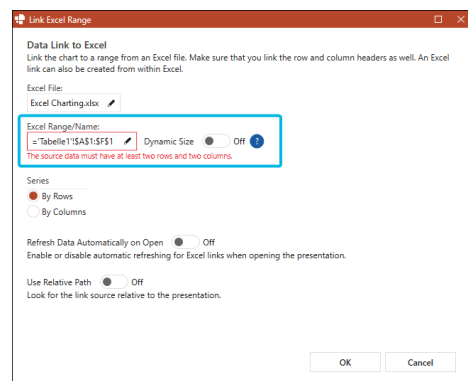 Link Excel Range
Data Link to Excel
Link the chart to a range from an Excel file. Make sure that you link the row and column headers as well. An Excel
link can also be created from within Excel.
Excel File:
Excel Charting.xlsx
Excel Range/Name:
='Tabelle1'!$A$1:$F$1 Dynamic Size Off ?
The source data must have at least two rows and two columns.
Series
By Rows
By Columns
Refresh Data Automatically on Open Off
Enable or disable automatic refreshing for Excel links when opening the presentation.
Use Relative Path Off
Look for the link source relative to the presentation.
OK Cancel